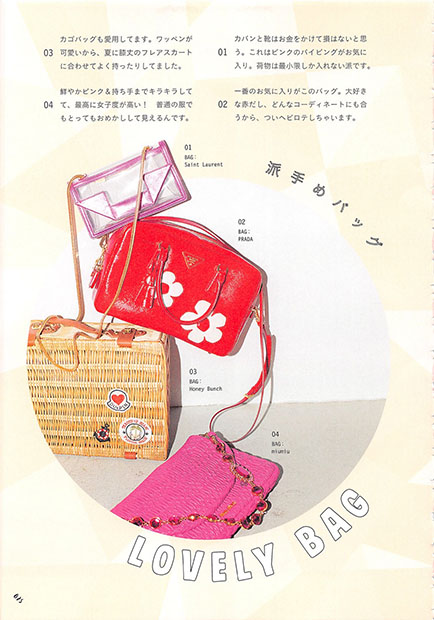 カバンと靴はお金をかけて損はないと思
01 う。これはピンクのパイピングがお気に
入り。荷物は最小限しか入れない派です。
一番のお気に入りがこのバッグ。大好き
02 な赤だし、どんなコーディネートにも合
うから、ついヘビロテしちゃいます。
カゴバッグも愛用してます。ワッペンが
03 可愛いから、夏に膝丈のフレアスカート
に合わせてよく持ったりしてました。
鮮やかピンク＆持ち手までキラキラして
04 て、最高に女子度が高い！ 普通の服で
もとってもおめかしして見えるんです。
派手めバッグ
01
BAG:
Saint Laurent
02
BAG:
PRADA
03
BAG:
Honey Bunch
04
BAG:
miumiu
LOVELY BAG
075